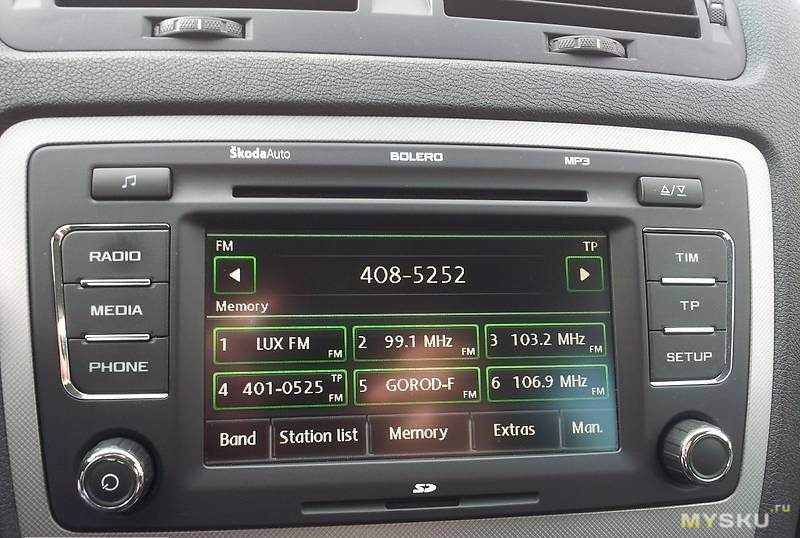 ŠkodaAuto BOLERO MP3
RADIO
MEDIA
PHONE
FM TP
408-5252
Memory
1 LUX FM FM
2 99.1 MHz FM
3 103.2 MHz FM
4 401-0525 TP FM
5 GOROD-F FM
6 106.9 MHz FM
Band Station list Memory Extras Man.
TIM
TP
SETUP
SD
MYSKU.ru